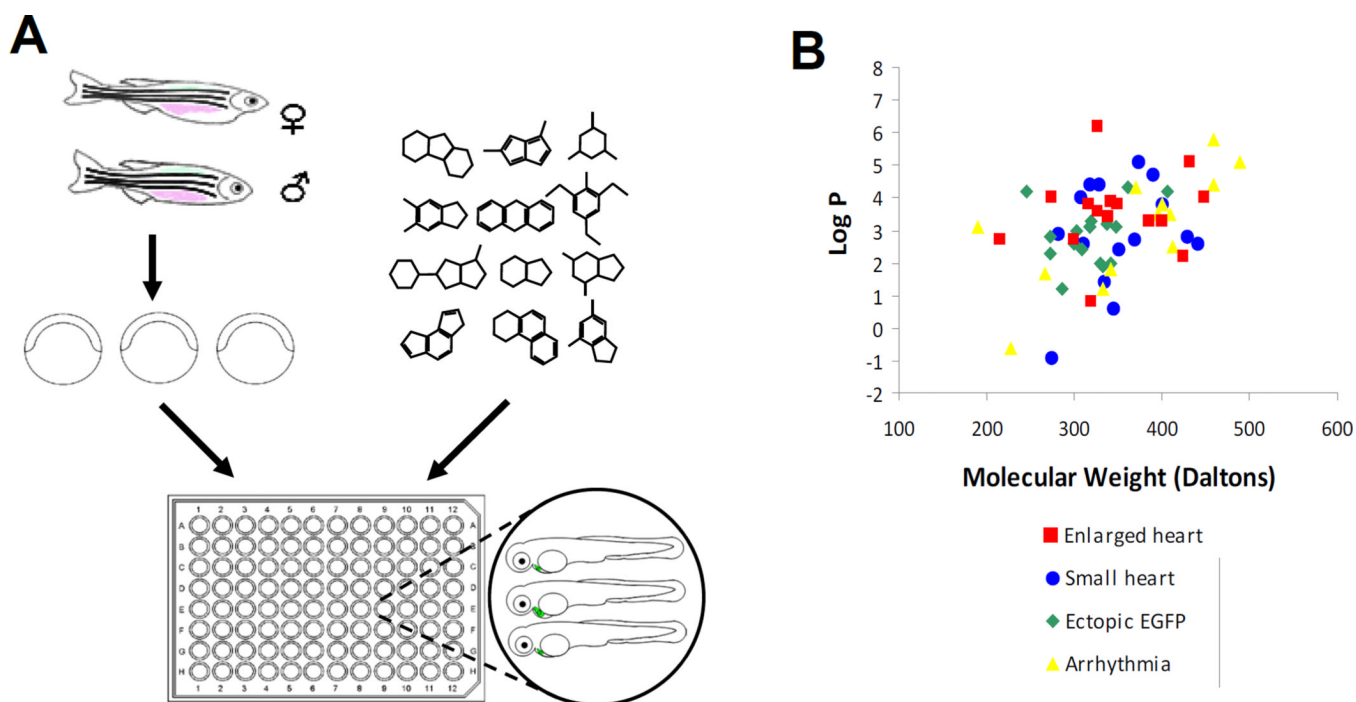 A
♀
♂
1 2 3 4 5 6 7 8 9 10 11 12
A A
B B
C C
D D
E E
F F
G G
H H
1 2 3 4 5 6 7 8 9 10 11 12
B
8
7
6
5
4
3
2
1
0
-1
-2
Log P
100 200 300 400 500 600
Molecular Weight (Daltons)
Enlarged heart
Small heart
Ectopic EGFP
Arrhythmia